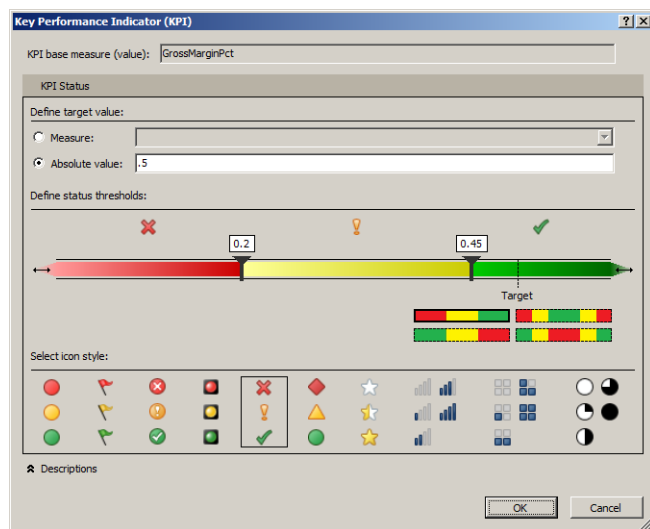 Key Performance Indicator (KPI)
KPI base measure (value): GrossMarginPct
KPI Status
Define target value:
Measure:
Absolute value: .5
Define status thresholds:
0.2 0.45
Target
Select icon style:
Descriptions
OK Cancel